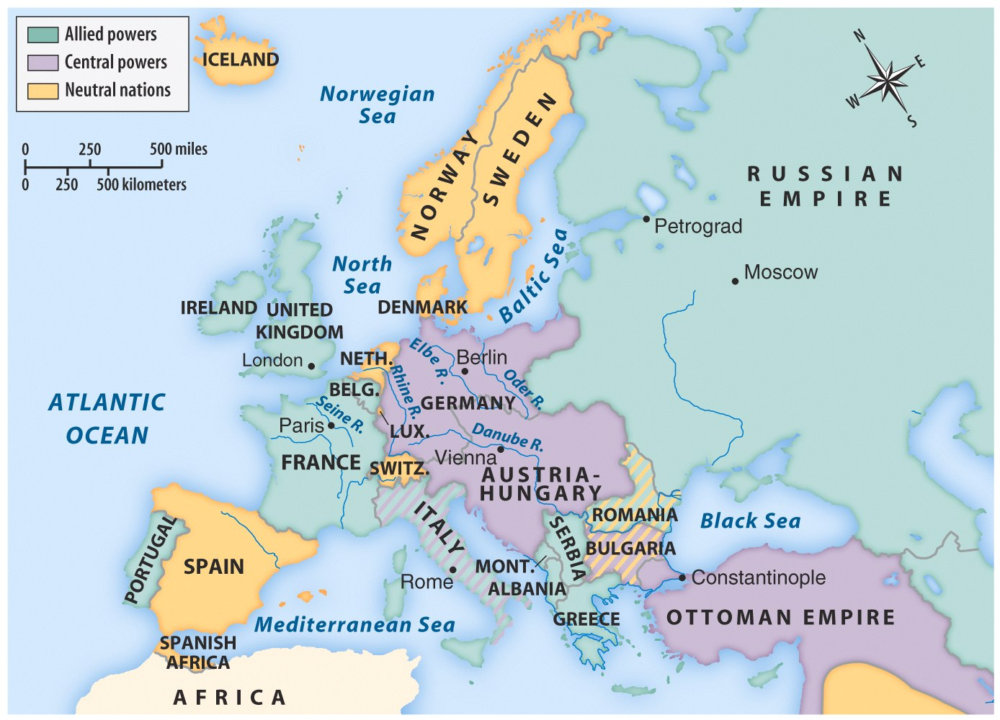 Allied powers
Central powers
Neutral nations
0 250 500 miles
0 250 500 kilometers
ICELAND
Norwegian
Sea
N
E
W
S
NORWAY
SWEDEN
RUSSIAN
EMPIRE
Petrograd
Moscow
North
Sea
Baltic Sea
IRELAND
UNITED
KINGDOM
London
DENMARK
NETH.
Elbe R.
Berlin
Oder R.
Rhine R.
BELG.
GERMANY
ATLANTIC
OCEAN
Seine R.
Paris
LUX.
Danube R.
FRANCE
SWITZ.
Vienna
AUSTRIA-
HUNGARY
ITALY
SERBIA
ROMANIA
Black Sea
BULGARIA
PORTUGAL
SPAIN
MONT.
Rome
ALBANIA
Constantinople
GREECE
OTTOMAN EMPIRE
Mediterranean Sea
SPANISH
AFRICA
AFRICA